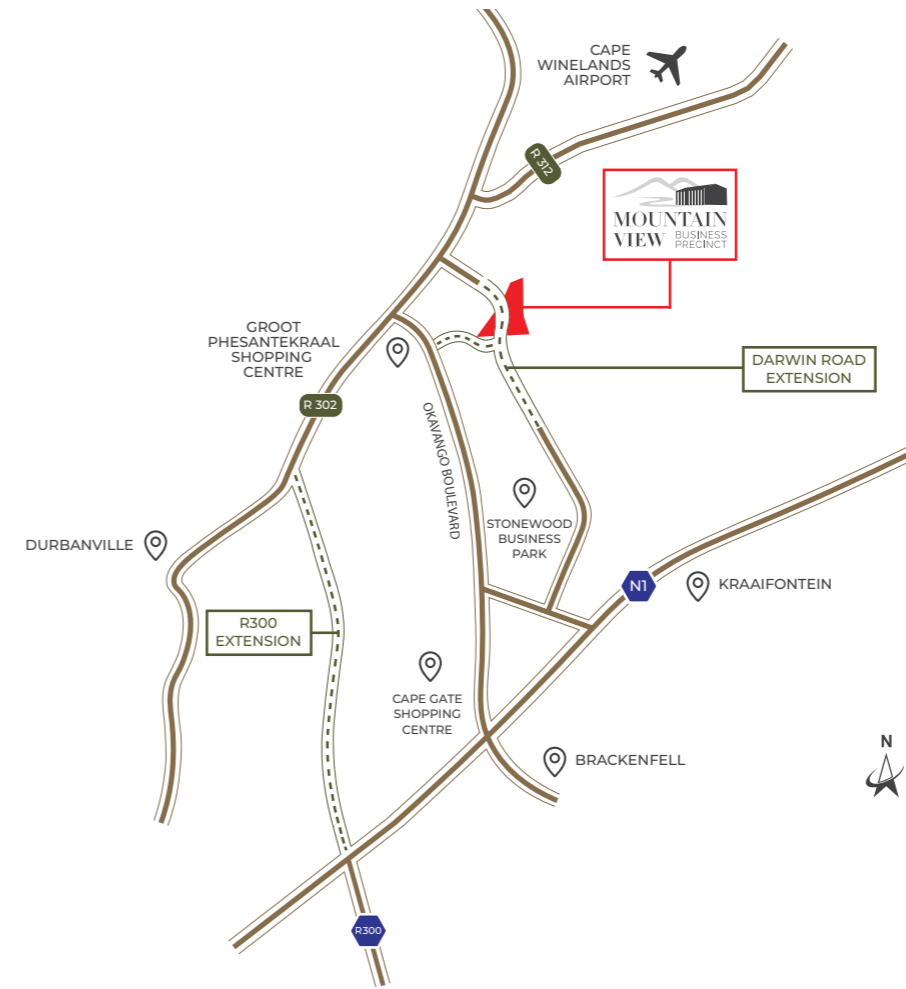 CAPE
WINELANDS
AIRPORT
R 312
MOUNTAIN
VIEW BUSINESS
PRECINCT
GROOT
PHESANTEKRAAL
SHOPPING
CENTRE
DARWIN ROAD
EXTENSION
R 302
OKAVANGO BOULEVARD
STONEWOOD
BUSINESS
PARK
DURBANVILLE
N1
KRAAIFONTEIN
R300
EXTENSION
CAPE GATE
SHOPPING
CENTRE
BRACKENFELL
N
R300